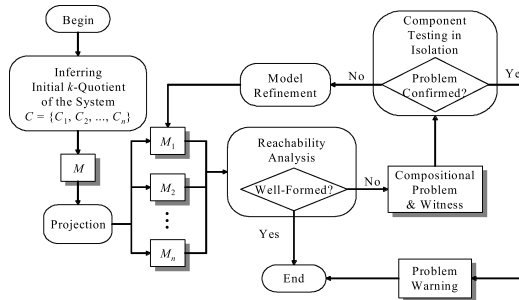 Begin
Inferring
Initial k-Quotient
of the System
C = {C1, C2, ..., Cn}
M
Projection
M1
M2
Mn
Model
Refinement
Reachability
Analysis
Well-Formed?
Yes
No
End
Component
Testing in
Isolation
Problem
Confirmed?
No
Ye
Compositional
Problem
& Witness
Problem
Warning